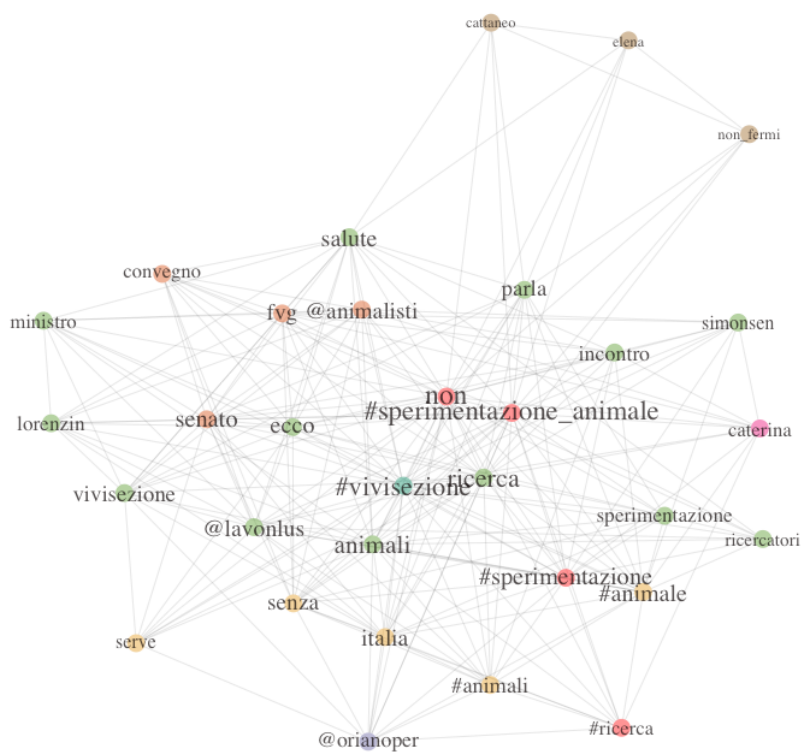 cattaneo
elena
non_fermi
salute
convegno
parla
fvg
@animalisti
ministro
simonsen
incontro
non
#sperimentazione_animale
senato
lorenzin
ecco
caterina
ricerca
#vivisezione
vivisezione
sperimentazione
@lavonlus
ricercatori
animali
#sperimentazione
#animale
senza
italia
serve
#animali
#ricerca
@orianoper